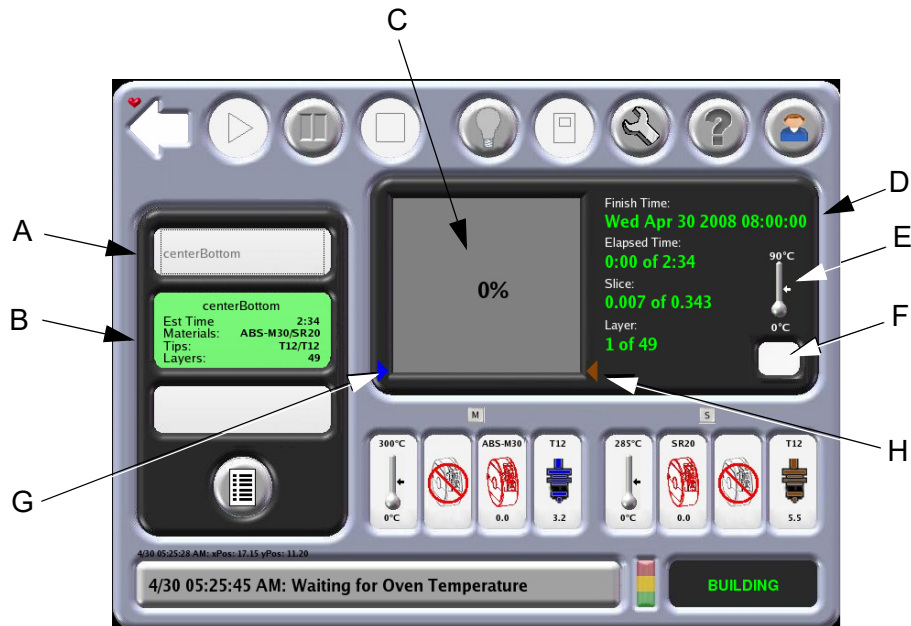 C
A
B
G
D
E
F
H
centerBottom
centerBottom
Est Time 2:34
Materials: ABS-M30/SR20
Tips: T12/T12
Layers: 49
0%
Finish Time:
Wed Apr 30 2008 08:00:00
Elapsed Time:
0:00 of 2:34
Slice:
0.007 of 0.343
Layer:
1 of 49
90°C
0°C
M
300°C
0°C
ABS-M30
0.0
T12
3.2
S
285°C
0°C
SR20
0.0
T12
5.5
4/30 05:25:28 AM: xPos: 17.15 yPos: 11.20
4/30 05:25:45 AM: Waiting for Oven Temperature
BUILDING